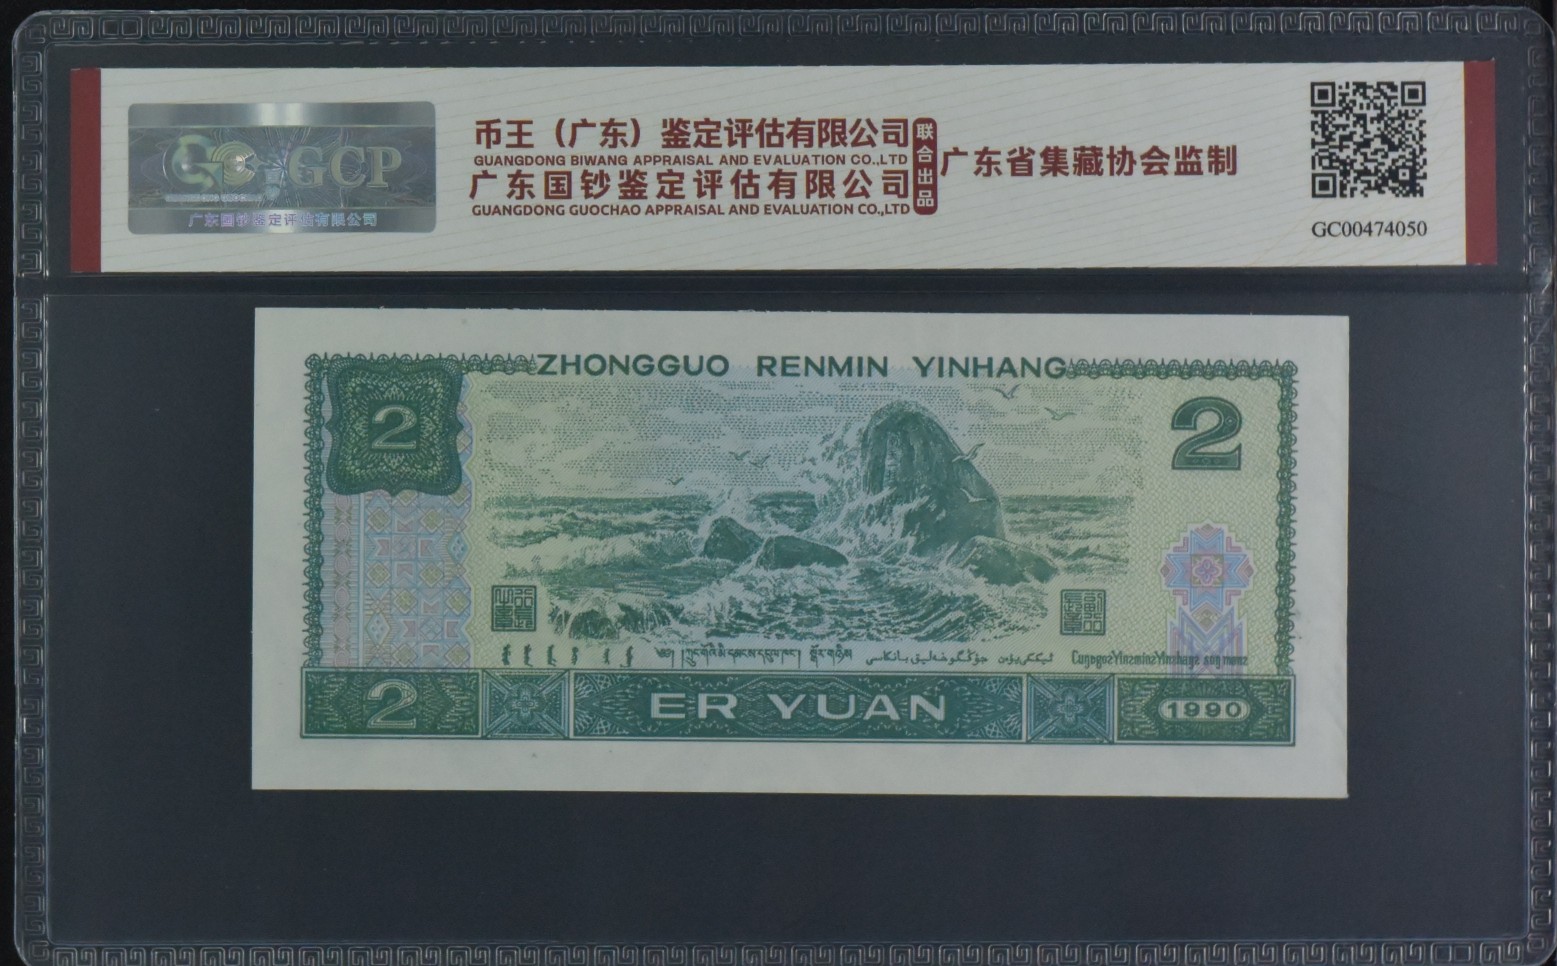 GC GCP
广东国钞鉴定评估有限公司
币王（广东）鉴定评估有限公司
GUANGDONG BIWANG APPRAISAL AND EVALUATION CO.,LTD
广东国钞鉴定评估有限公司
GUANGDONG GUOCHAO APPRAISAL AND EVALUATION CO.,LTD
联合出品
广东省集藏协会监制
GC00474050
ZHONGGUO RENMIN YINHANG
2
2
2
ER YUAN
1990